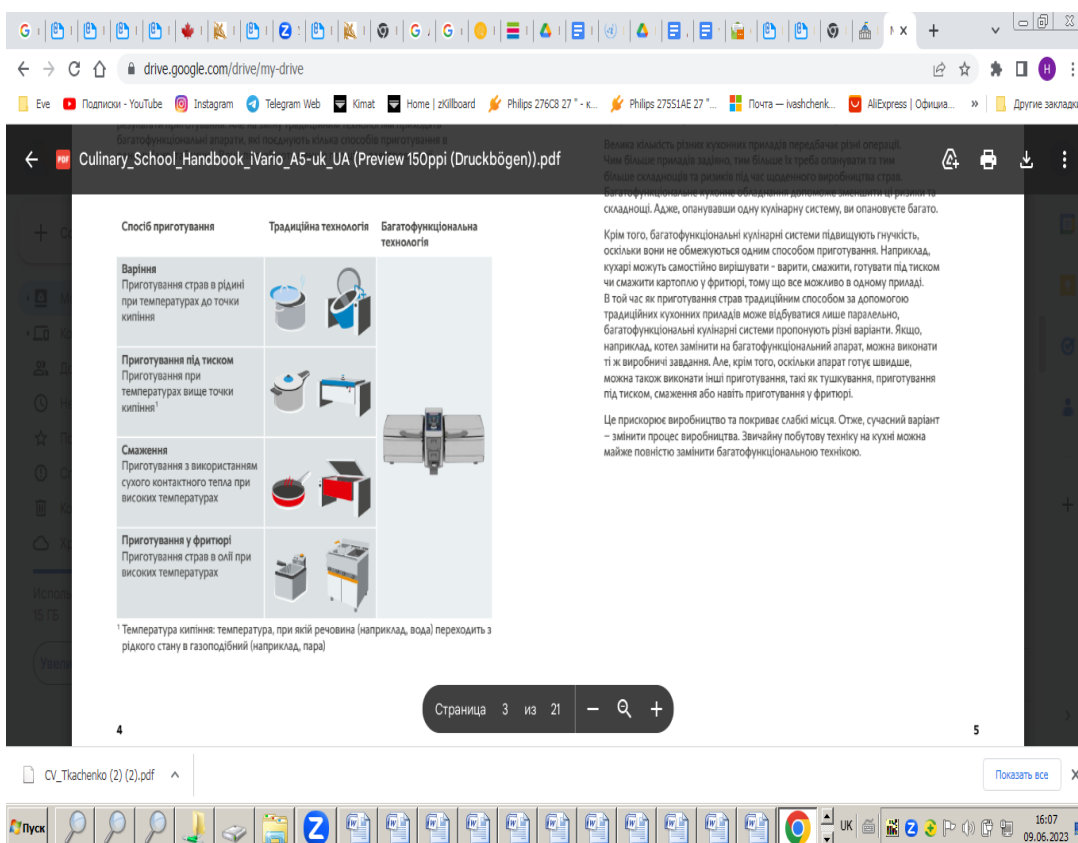 drive.google.com/drive/my-drive
Eve
Подписки - YouTube
Instagram
Telegram Web
Kimat
Home | zKillboard
Philips 276C8 27 " - к...
Philips 275S1AE 27 "...
Почта — ivashchenk...
AliExpress | Официа...
»
Другие закладки
багатофункціональні апарати, які поєднують кілька способів приготування в
Culinary_School_Handbook_iVario_A5-uk_UA (Preview 150ppi (Druckbögen)).pdf
Спосіб приготування
Традиційна технологія
Багатофункціональна
технологія
Варіння
Приготування страв в рідині
при температурах до точки
кипіння
Приготування під тиском
Приготування при
температурах вище точки
кипіння¹
Смаження
Приготування з використанням
сухого контактного тепла при
високих температурах
Приготування у фритюрі
Приготування страв в олії при
високих температурах
¹ Температура кипіння: температура, при якій речовина (наприклад, вода) переходить з
рідкого стану в газоподібний (наприклад, пара)
4
Велика кількість різних кухонних приладів передбачає різні операції.
Чим більше приладів задіяно, тим більше їх треба опанувати та тим
більше складнощів та ризиків під час щоденного виробництва страв.
Багатофункціональне кухонне обладнання допоможе зменшити ці ризики та
складнощі. Адже, опанувавши одну кулінарну систему, ви опановуєте багато.
Крім того, багатофункціональні кулінарні системи підвищують гнучкість,
оскільки вони не обмежуються одним способом приготування. Наприклад,
кухарі можуть самостійно вирішувати - варити, смажити, готувати під тиском
чи смажити картоплю у фритюрі, тому що все можливо в одному приладі.
В той час як приготування страв традиційним способом за допомогою
традиційних кухонних приладів може відбуватися лише паралельно,
багатофункціональні кулінарні системи пропонують різні варіанти. Якщо,
наприклад, котел замінити на багатофункціональний апарат, можна виконати
ті ж виробничі завдання. Але, крім того, оскільки апарат готує швидше,
можна також виконати інші приготування, такі як тушкування, приготування
під тиском, смаження або навіть приготування у фритюрі.
Це прискорює виробництво та покриває слабкі місця. Отже, сучасний варіант
– змінити процес виробництва. Звичайну побутову техніку на кухні можна
майже повністю замінити багатофункціональною технікою.
5
15 ГБ
Страница 3 из 21
CV_Tkachenko (2) (2).pdf
Показать все
Пуск
UK
16:07
09.06.2023